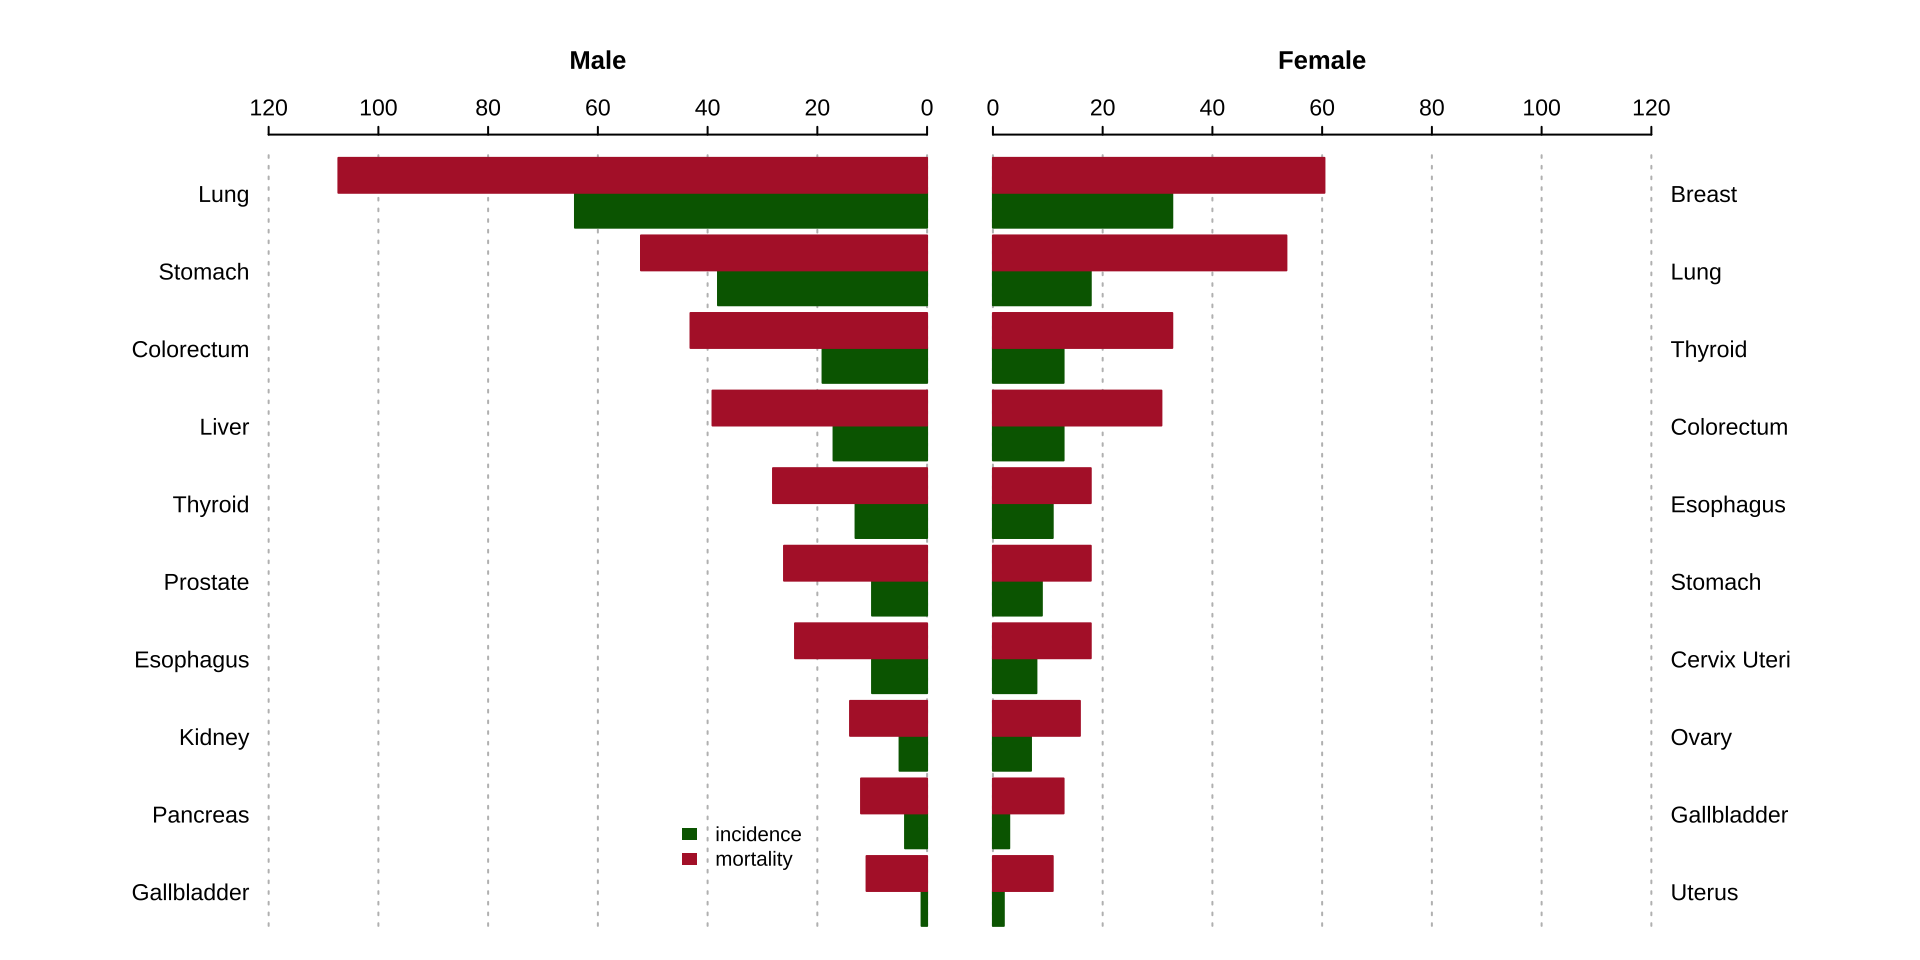 Male Female
120 100 80 60 40 20 0 0 20 40 60 80 100 120
Lung Breast
Stomach Lung
Colorectum Thyroid
Liver Colorectum
Thyroid Esophagus
Prostate Stomach
Esophagus Cervix Uteri
Kidney Ovary
Pancreas Gallbladder
incidence
mortality
Gallbladder Uterus